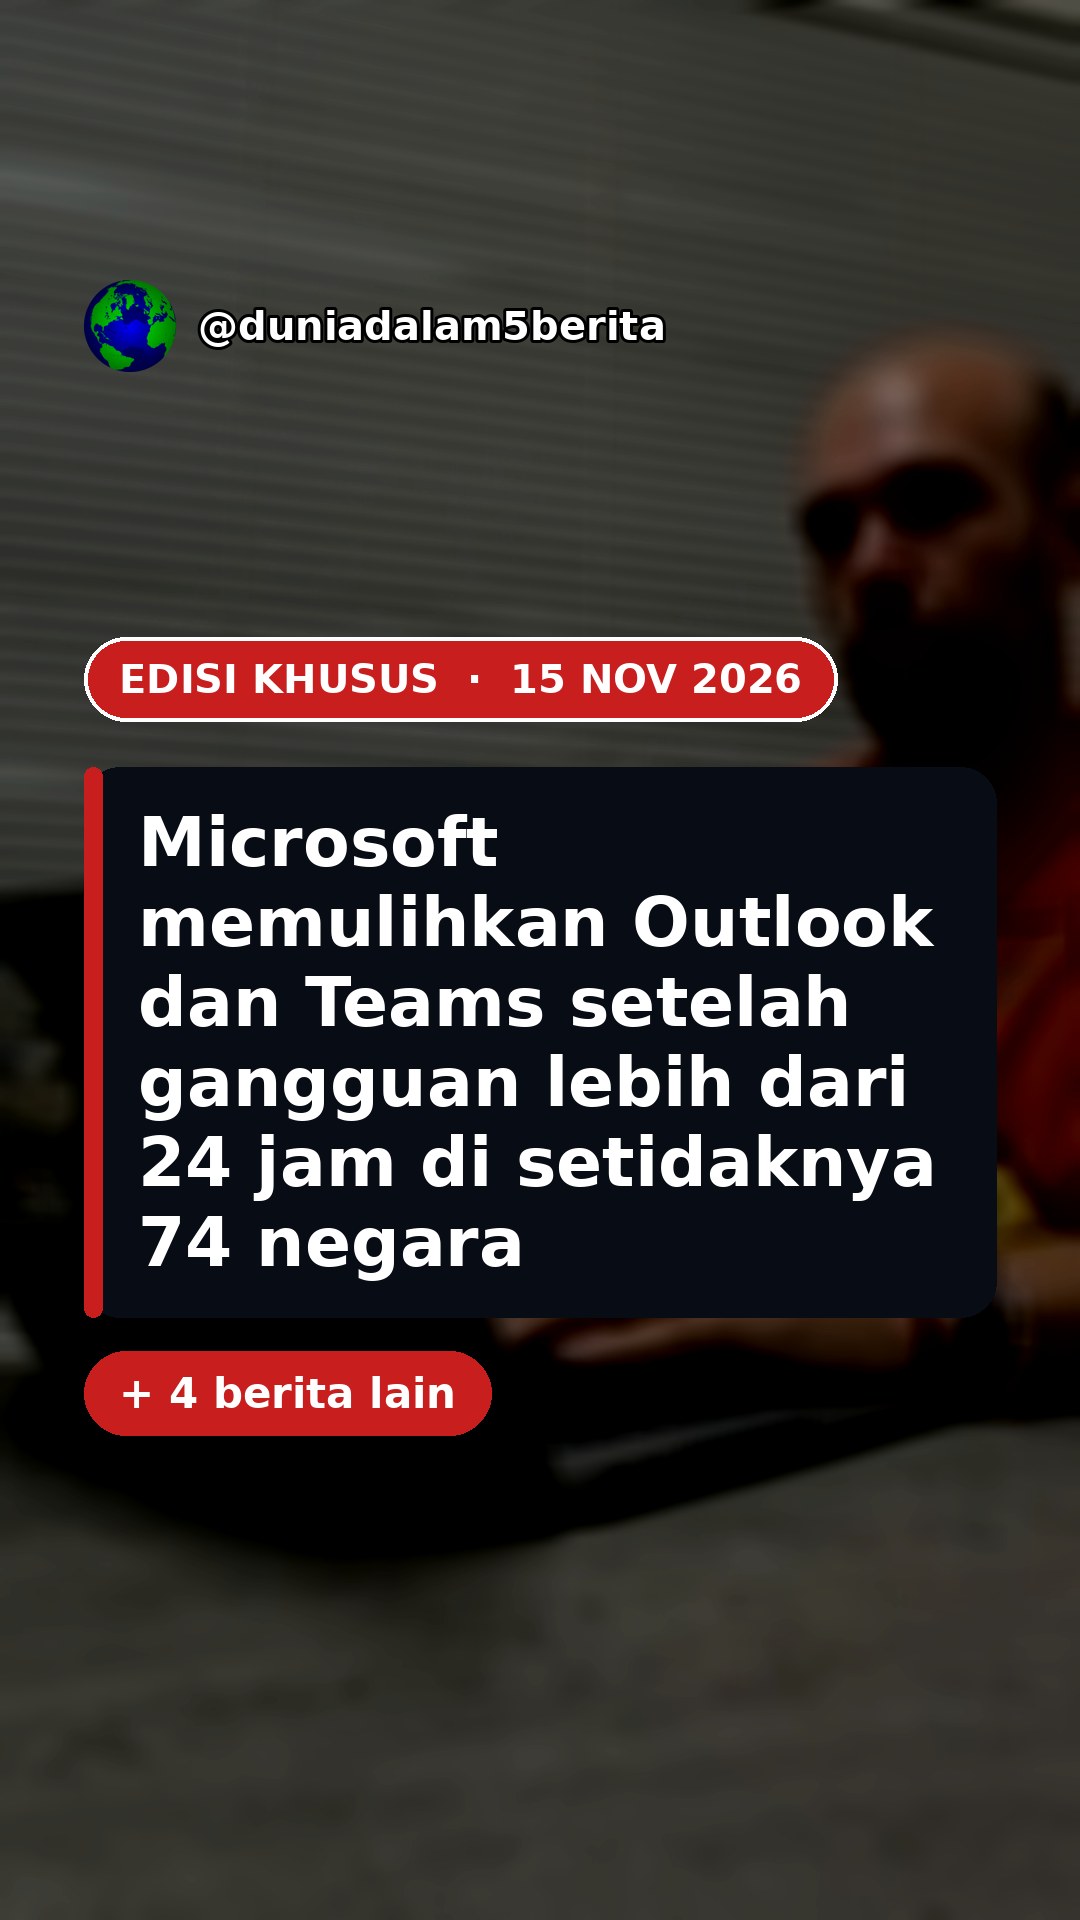 @duniadalam5berita
EDISI KHUSUS · 15 NOV 2026
Microsoft
memulihkan Outlook
dan Teams setelah
gangguan lebih dari
24 jam di setidaknya
74 negara
+ 4 berita lain